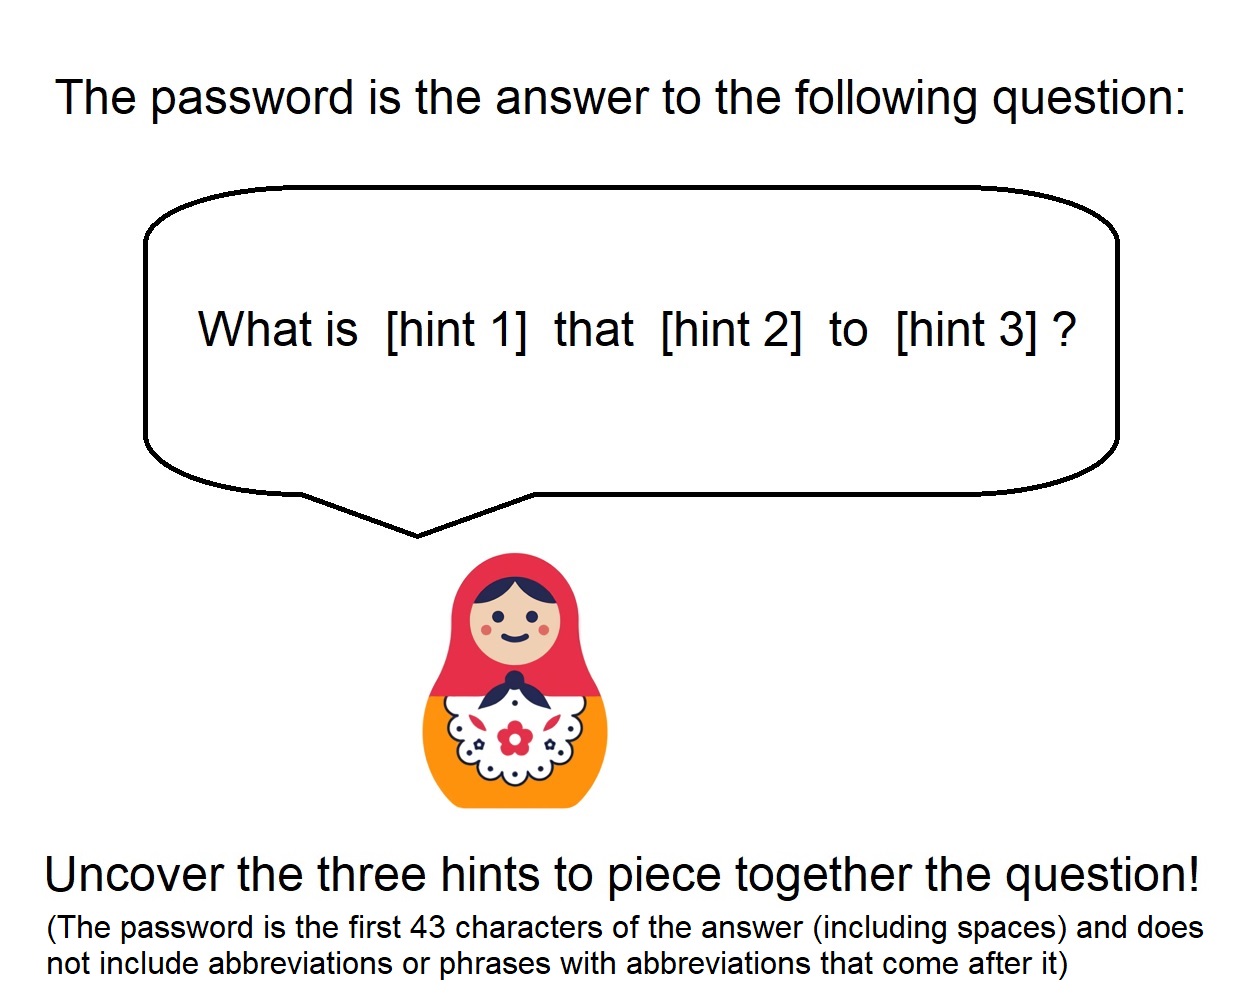 The password is the answer to the following question:
What is [hint 1] that [hint 2] to [hint 3] ?
Uncover the three hints to piece together the question!
(The password is the first 43 characters of the answer (including spaces) and does
not include abbreviations or phrases with abbreviations that come after it)